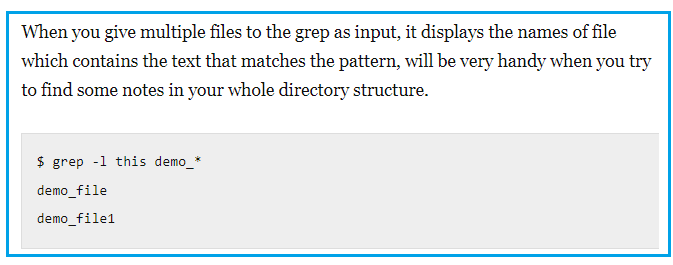 When you give multiple files to the grep as input, it displays the names of file
which contains the text that matches the pattern, will be very handy when you try
to find some notes in your whole directory structure.
$ grep -l this demo_*
demo_file
demo_file1